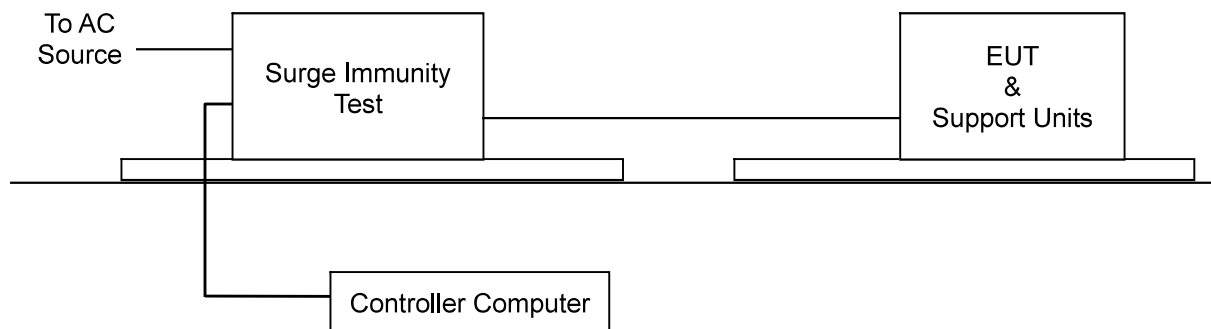 To AC
Source
Surge Immunity
Test
EUT
&
Support Units
Controller Computer